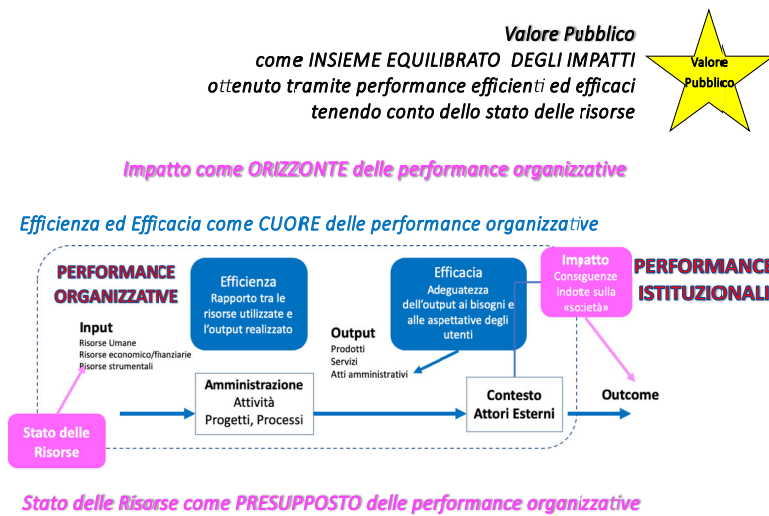 Valore Pubblico
come INSIEME EQUILIBRATO DEGLI IMPATTI
ottenuto tramite performance efficienti ed efficaci
tenendo conto dello stato delle risorse
Valore
Pubblico
Impatto come ORIZZONTE delle performance organizzative
Efficienza ed Efficacia come CUORE delle performance organizzative
PERFORMANCE
ORGANIZZATIVE
Efficienza
Rapporto tra le
risorse utilizzate e
l'output realizzato
Efficacia
Adeguatezza
dell'output ai bisogni e
alle aspettative degli
utenti
Impatto
Conseguenze
indotte sulla
«società»
PERFORMANCE
ISTITUZIONALI
Input
Risorse Umane
Risorse economico/fianziarie
Risorse strumentali
Output
Prodotti
Servizi
Atti amministrativi
Amministrazione
Attività
Progetti, Processi
Contesto
Attori Esterni
Outcome
Stato delle
Risorse
Stato delle Risorse come PRESUPPOSTO delle performance organizzative